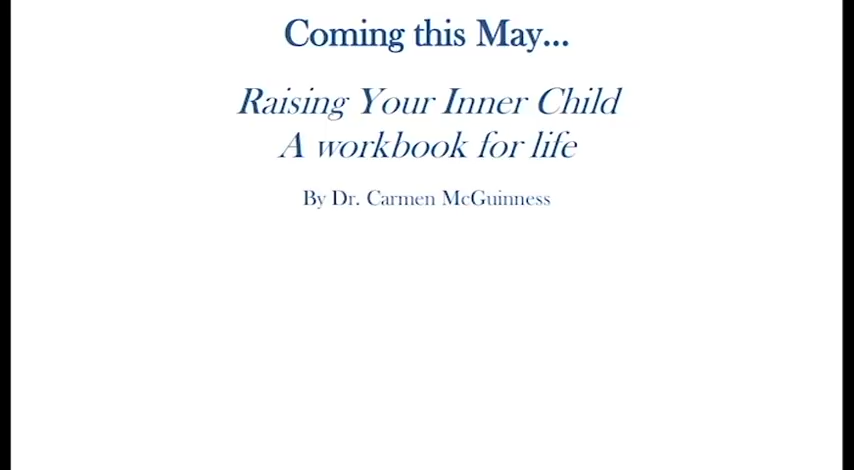 Coming this May...
Raising Your Inner Child
A workbook for life
By Dr. Carmen McGuinness